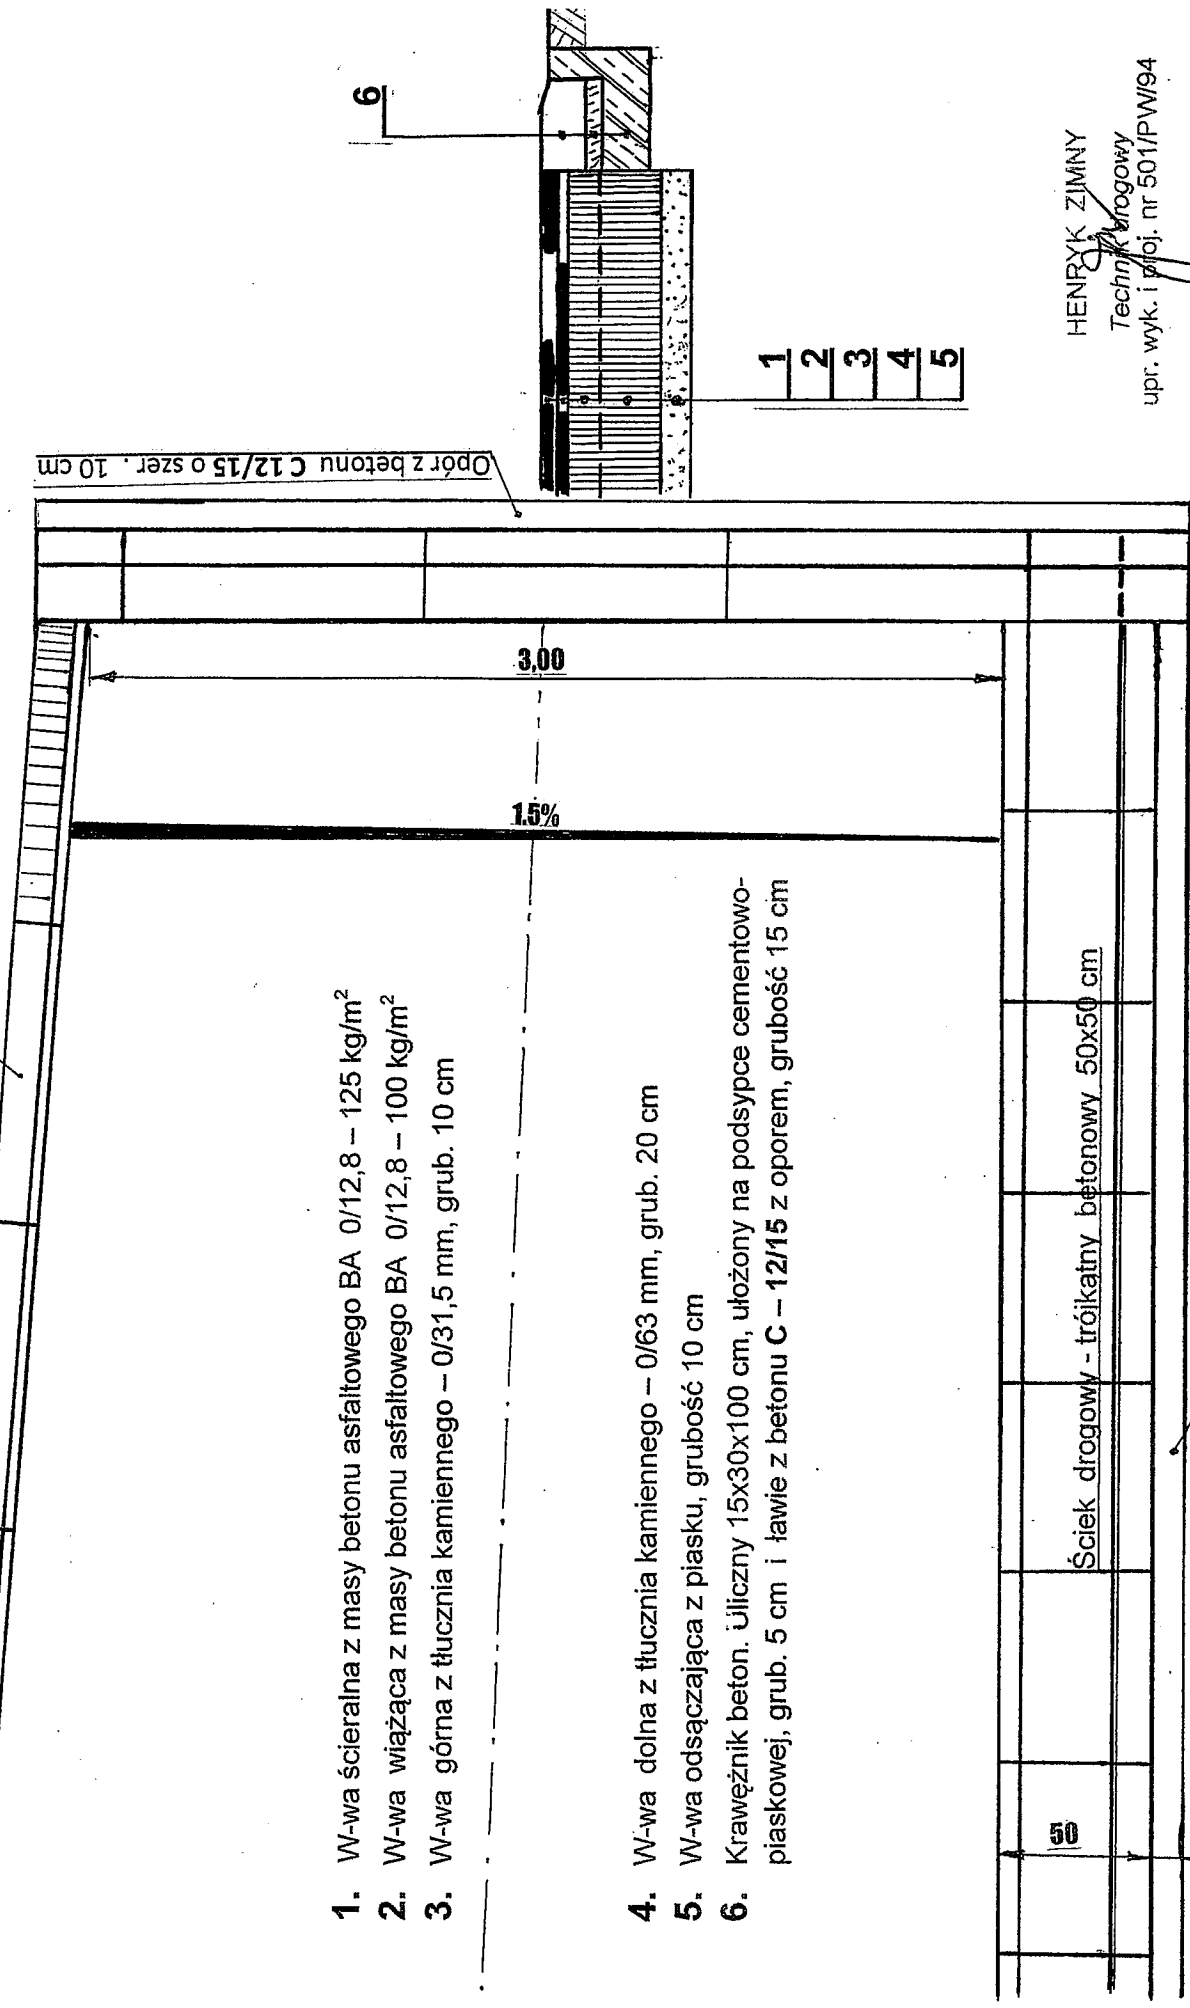 1. W-wa ścieralna z masy betonu asfaltowego BA 0/12,8 – 125 kg/m²
2. W-wa wiążąca z masy betonu asfaltowego BA 0/12,8 – 100 kg/m²
3. W-wa górna z tłucznia kamiennego – 0/31,5 mm, grub. 10 cm
4. W-wa dolna z tłucznia kamiennego – 0/63 mm, grub. 20 cm
5. W-wa odsączająca z piasku, grubość 10 cm
6. Krawężnik beton. Uliczny 15x30x100 cm, ułożony na podsypce cementowo-
piaskowej, grub. 5 cm i ławie z betonu C – 12/15 z oporem, grubość 15 cm
50
Ściek drogowy - trójkątny betonowy 50x50 cm
1.5%
3,00
Opór z betonu C 12/15 o szer. 10 cm
6
1
2
3
4
5
HENRYK ZIMNY
Technik drogowy
upr. wyk. i proj. nr 501/PW/94